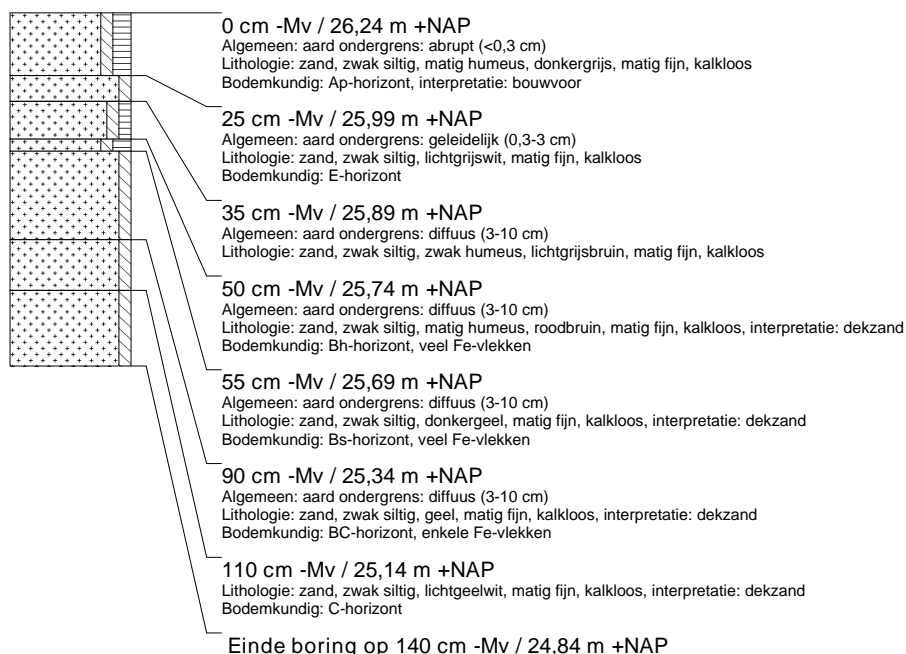 0 cm -Mv / 26,24 m +NAP
Algemeen: aard ondergrens: abrupt (<0,3 cm)
Lithologie: zand, zwak siltig, matig humeus, donkergrijs, matig fijn, kalkloos
Bodemkundig: Ap-horizont, interpretatie: bouwvoor
25 cm -Mv / 25,99 m +NAP
Algemeen: aard ondergrens: geleidelijk (0,3-3 cm)
Lithologie: zand, zwak siltig, lichtgrijswit, matig fijn, kalkloos
Bodemkundig: E-horizont
35 cm -Mv / 25,89 m +NAP
Algemeen: aard ondergrens: diffuus (3-10 cm)
Lithologie: zand, zwak siltig, zwak humeus, lichtgrijsbruin, matig fijn, kalkloos
50 cm -Mv / 25,74 m +NAP
Algemeen: aard ondergrens: diffuus (3-10 cm)
Lithologie: zand, zwak siltig, matig humeus, roodbruin, matig fijn, kalkloos, interpretatie: dekzand
Bodemkundig: Bh-horizont, veel Fe-vlekken
55 cm -Mv / 25,69 m +NAP
Algemeen: aard ondergrens: diffuus (3-10 cm)
Lithologie: zand, zwak siltig, donkergeel, matig fijn, kalkloos, interpretatie: dekzand
Bodemkundig: Bs-horizont, veel Fe-vlekken
90 cm -Mv / 25,34 m +NAP
Algemeen: aard ondergrens: diffuus (3-10 cm)
Lithologie: zand, zwak siltig, geel, matig fijn, kalkloos, interpretatie: dekzand
Bodemkundig: BC-horizont, enkele Fe-vlekken
110 cm -Mv / 25,14 m +NAP
Lithologie: zand, zwak siltig, lichtgeelwit, matig fijn, kalkloos, interpretatie: dekzand
Bodemkundig: C-horizont
Einde boring op 140 cm -Mv / 24,84 m +NAP